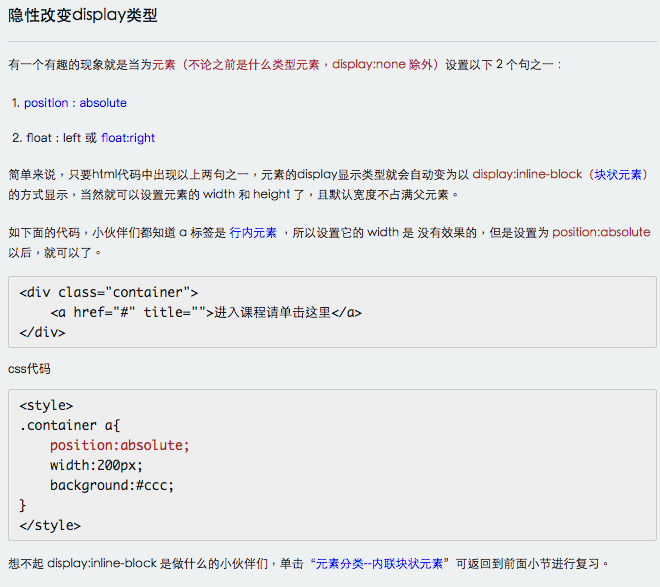 隐性改变display类型
有一个有趣的现象就是当为元素（不论之前是什么类型元素，display:none 除外）设置以下 2 个句之一：
1. position : absolute
2. float : left 或 float:right
简单来说，只要html代码中出现以上两句之一，元素的display显示类型就会自动变为以 display:inline-block（块状元素）
的方式显示，当然就可以设置元素的 width 和 height 了，且默认宽度不占满父元素。
如下面的代码，小伙伴们都知道 a 标签是 行内元素 ，所以设置它的 width 是 没有效果的，但是设置为 position:absolute
以后，就可以了。
<div class="container">
    <a href="#" title="">进入课程请单击这里</a>
</div>
css代码
<style>
.container a{
    position:absolute;
    width:200px;
    background:#ccc;
}
</style>
想不起 display:inline-block 是做什么的小伙伴们，单击“元素分类--内联块状元素”可返回到前面小节进行复习。